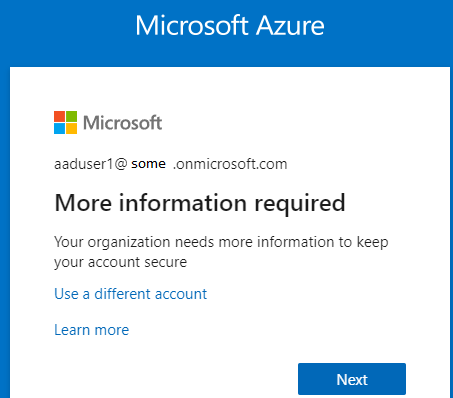 Microsoft Azure
Microsoft
aaduser1@ some .onmicrosoft.com
More information required
Your organization needs more information to keep
your account secure
Use a different account
Learn more
Next